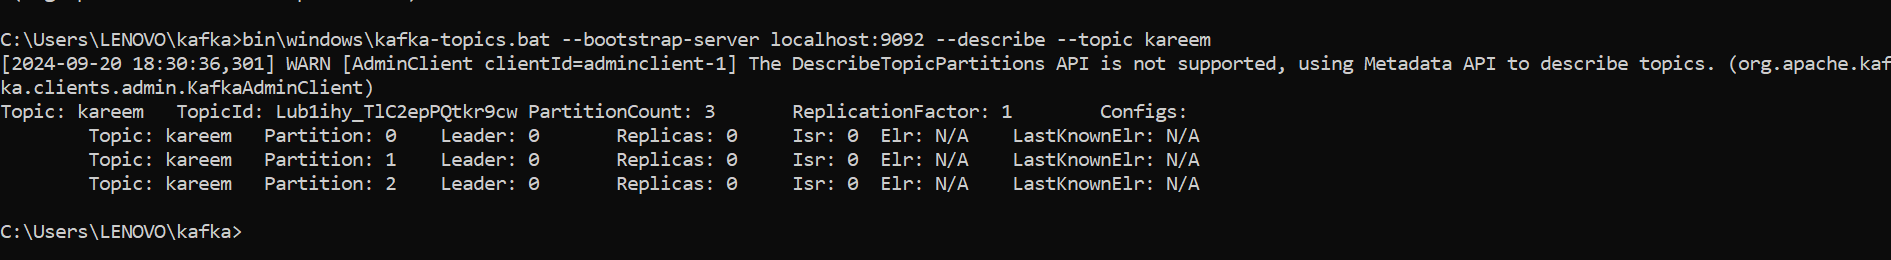 C:\Users\LENOVO\kafka>bin\windows\kafka-topics.bat --bootstrap-server localhost:9092 --describe --topic kareem
[2024-09-20 18:30:36,301] WARN [AdminClient clientId=adminclient-1] The DescribeTopicPartitions API is not supported, using Metadata API to describe topics. (org.apache.kaf
ka.clients.admin.KafkaAdminClient)
Topic: kareem   TopicId: Lub1ihy_TlC2epPQtkr9cw PartitionCount: 3       ReplicationFactor: 1        Configs:
        Topic: kareem   Partition: 0    Leader: 0       Replicas: 0     Isr: 0  Elr: N/A    LastKnownElr: N/A
        Topic: kareem   Partition: 1    Leader: 0       Replicas: 0     Isr: 0  Elr: N/A    LastKnownElr: N/A
        Topic: kareem   Partition: 2    Leader: 0       Replicas: 0     Isr: 0  Elr: N/A    LastKnownElr: N/A
C:\Users\LENOVO\kafka>